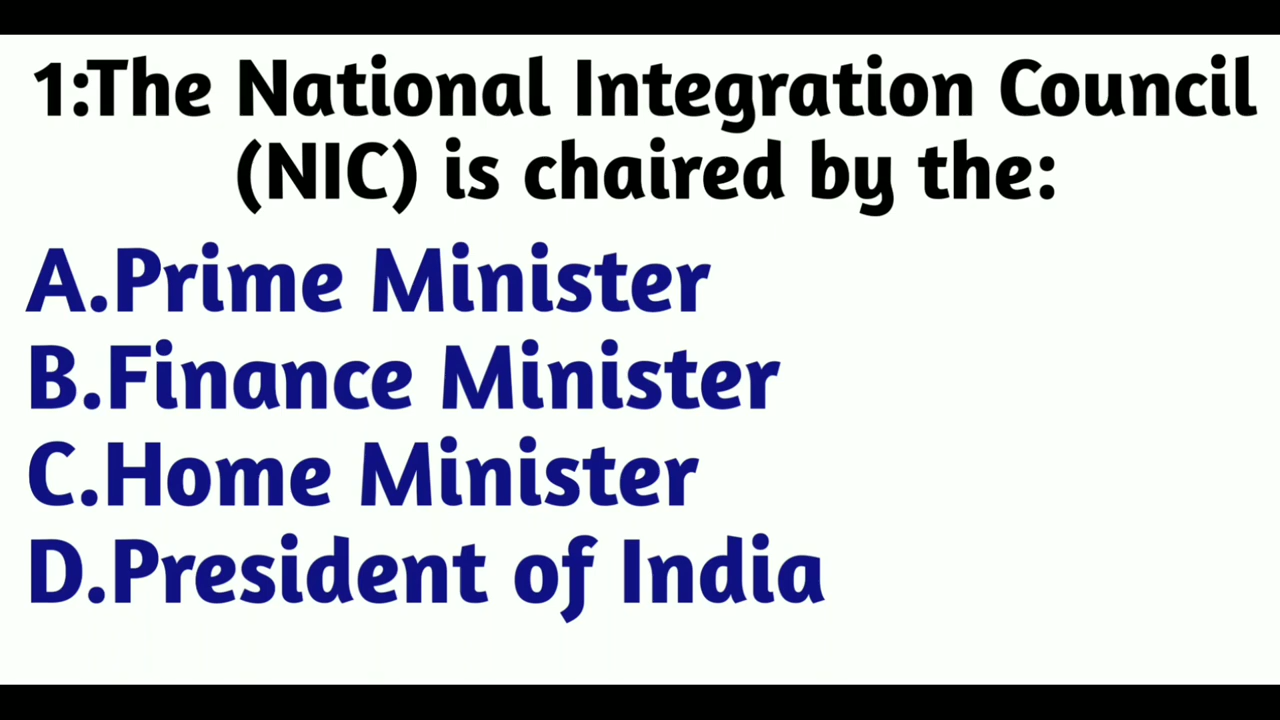 1:The National Integration Council
(NIC) is chaired by the:
A.Prime Minister
B.Finance Minister
C.Home Minister
D.President of India